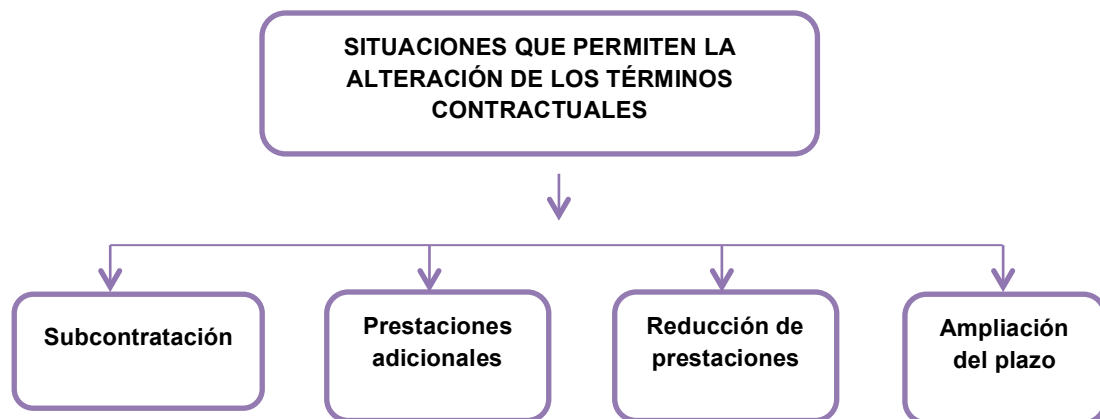 SITUACIONES QUE PERMITEN LA
ALTERACIÓN DE LOS TÉRMINOS
CONTRACTUALES
Subcontratación
Prestaciones
adicionales
Reducción de
prestaciones
Ampliación
del plazo